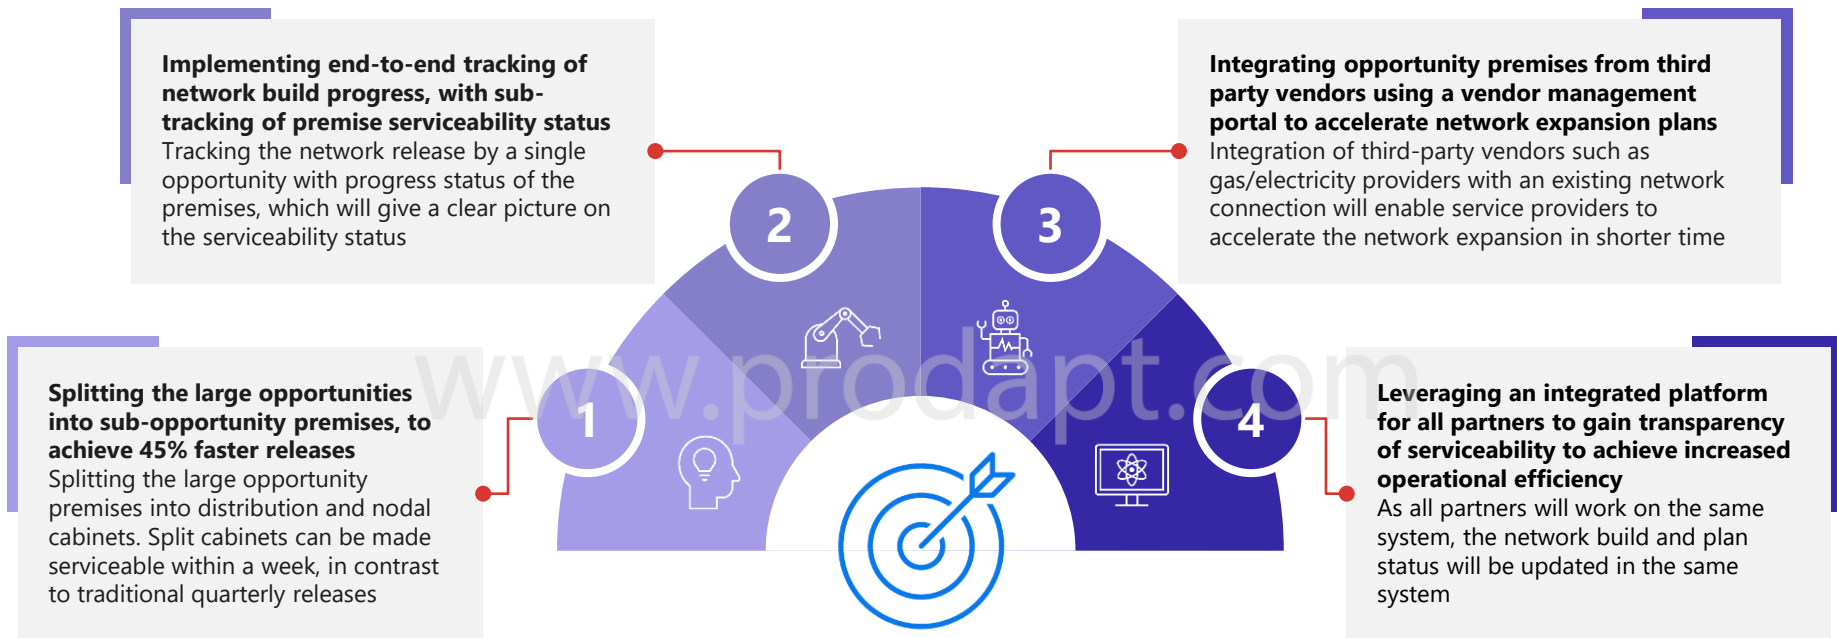 Implementing end-to-end tracking of
network build progress, with sub-
tracking of premise serviceability status
Tracking the network release by a single
opportunity with progress status of the
premises, which will give a clear picture on
the serviceability status
Integrating opportunity premises from third
party vendors using a vendor management
portal to accelerate network expansion plans
Integration of third-party vendors such as
gas/electricity providers with an existing network
connection will enable service providers to
accelerate the network expansion in shorter time
2
3
Splitting the large opportunities
into sub-opportunity premises, to
achieve 45% faster releases
Splitting the large opportunity
premises into distribution and nodal
cabinets. Split cabinets can be made
serviceable within a week, in contrast
to traditional quarterly releases
1
www.prodapt.com
4
Leveraging an integrated platform
for all partners to gain transparency
of serviceability to achieve increased
operational efficiency
As all partners will work on the same
system, the network build and plan
status will be updated in the same
system